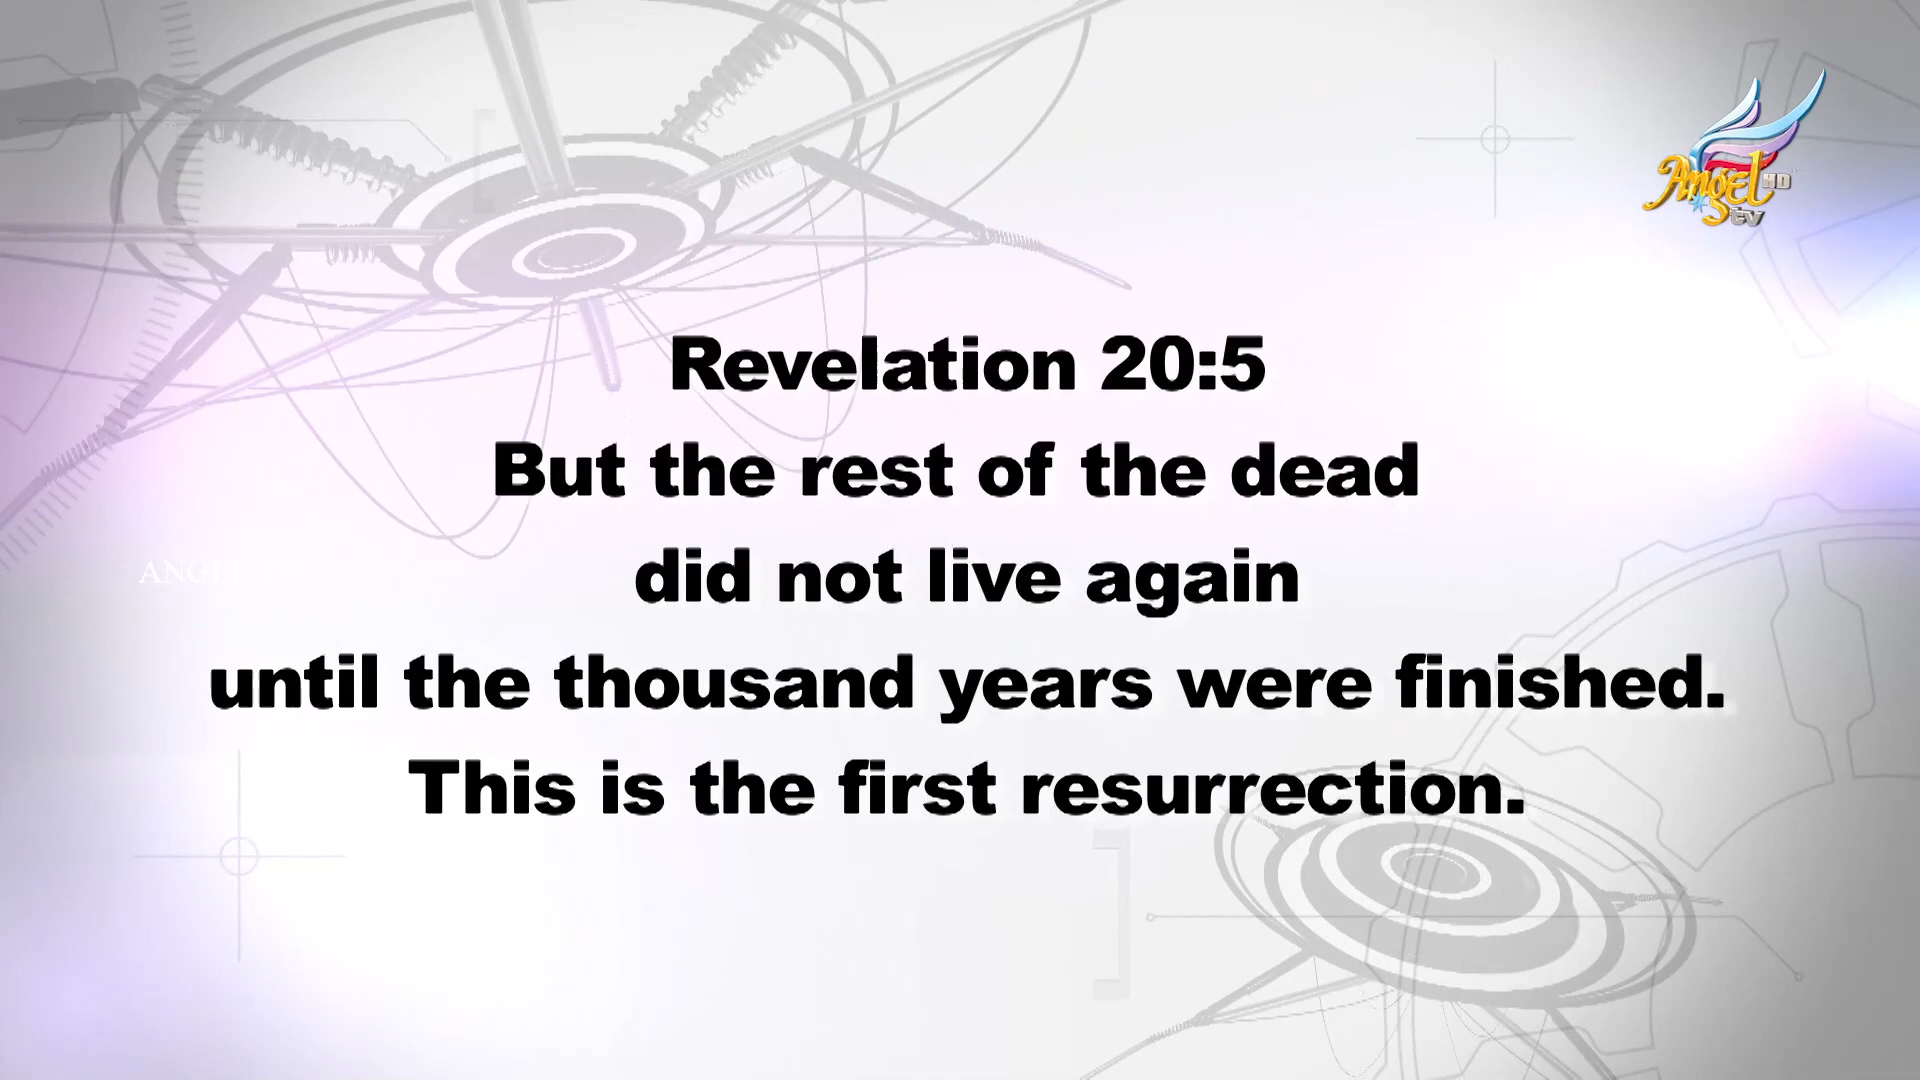 Angel HD
tv
Revelation 20:5
But the rest of the dead
did not live again
until the thousand years were finished.
This is the first resurrection.